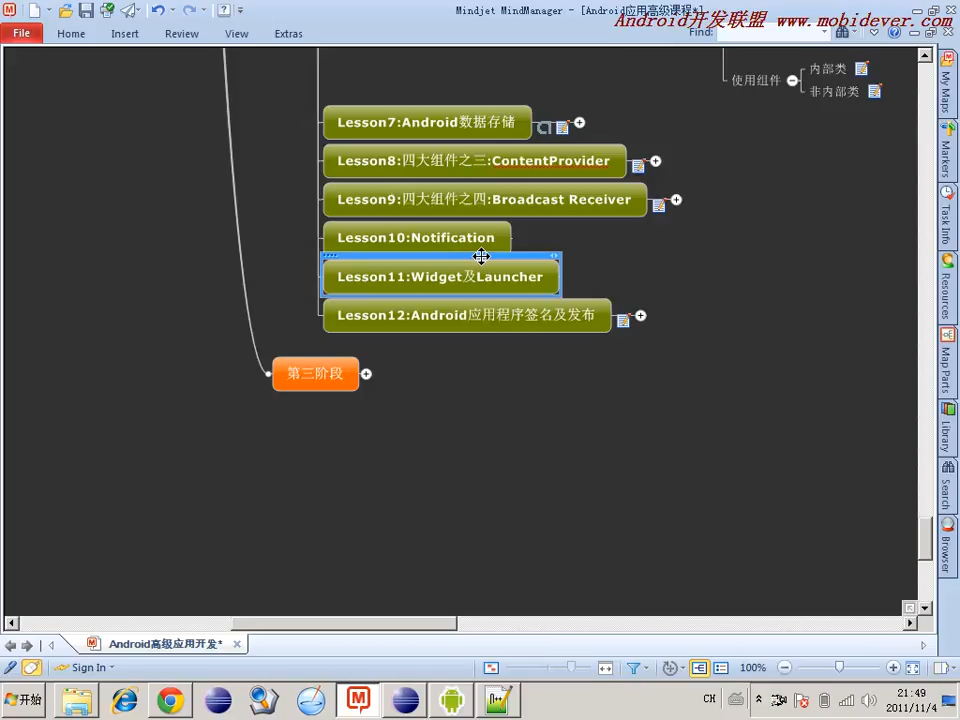 Mindjet MindManager - [Android应用高级课程*]
Android开发联盟 www.mobidever.com
File Home Insert Review View Extras Find:
内部类
使用组件
非内部类
Lesson7:Android数据存储
Lesson8:四大组件之三:ContentProvider
Lesson9:四大组件之四:Broadcast Receiver
Lesson10:Notification
Lesson11:Widget及Launcher
Lesson12:Android应用程序签名及发布
第三阶段
My Maps
Markers
Task Info
Resources
Map Parts
Library
Search
Browser
Android高级应用开发*
Sign In
100%
开始
CH
21:49
2011/11/4